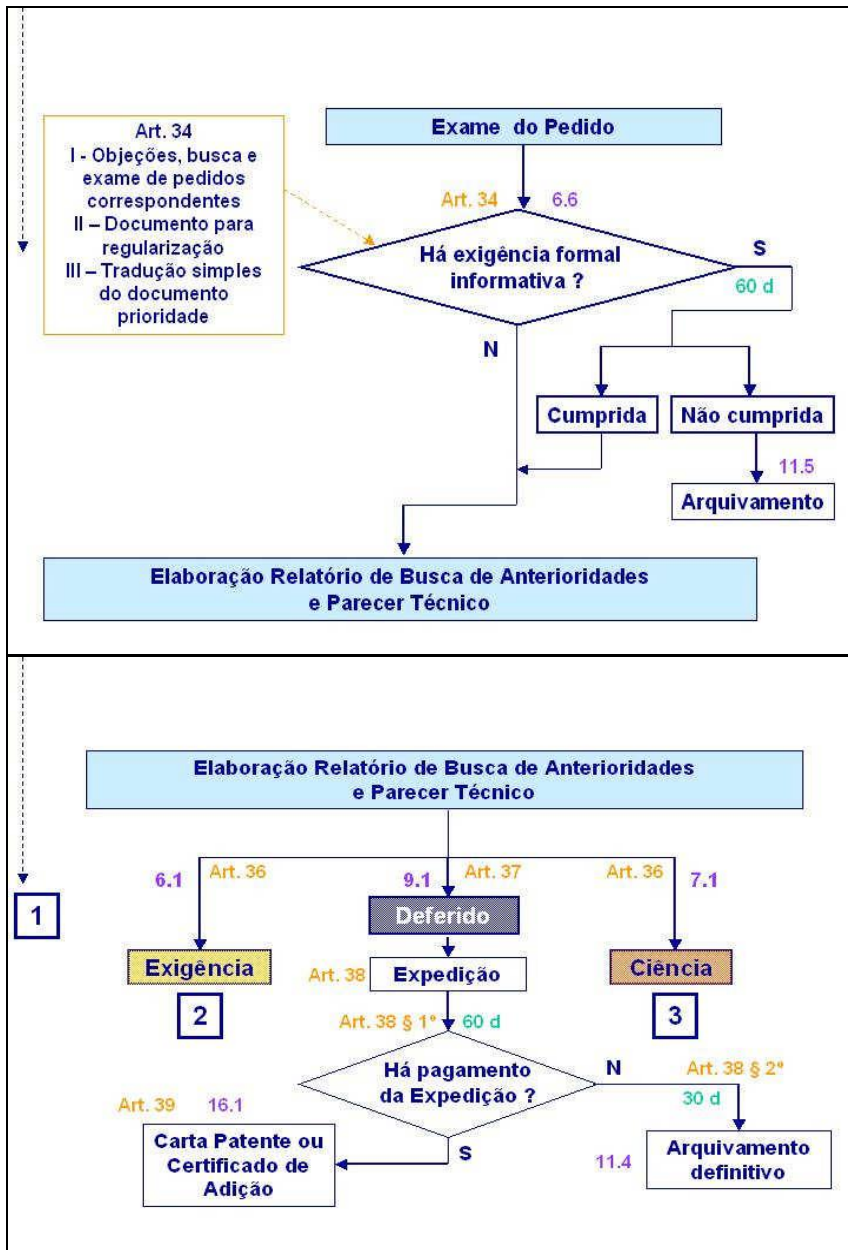 Art. 34
I - Objeções, busca e
exame de pedidos
correspondentes
II – Documento para
regularização
III – Tradução simples
do documento
prioridade
Exame do Pedido
Art. 34
6.6
Há exigência formal
informativa ?
S
60 d
N
Cumprida
Não cumprida
11.5
Arquivamento
Elaboração Relatório de Busca de Anterioridades
e Parecer Técnico
Elaboração Relatório de Busca de Anterioridades
e Parecer Técnico
6.1
Art. 36
9.1
Art. 37
Art. 36
7.1
1
Deferido
Exigência
Art. 38
Expedição
Ciência
2
3
Art. 38 § 1°
60 d
Há pagamento
da Expedição ?
N
Art. 38 § 2°
30 d
Art. 39
16.1
Carta Patente ou
Certificado de
Adição
S
11.4
Arquivamento
definitivo